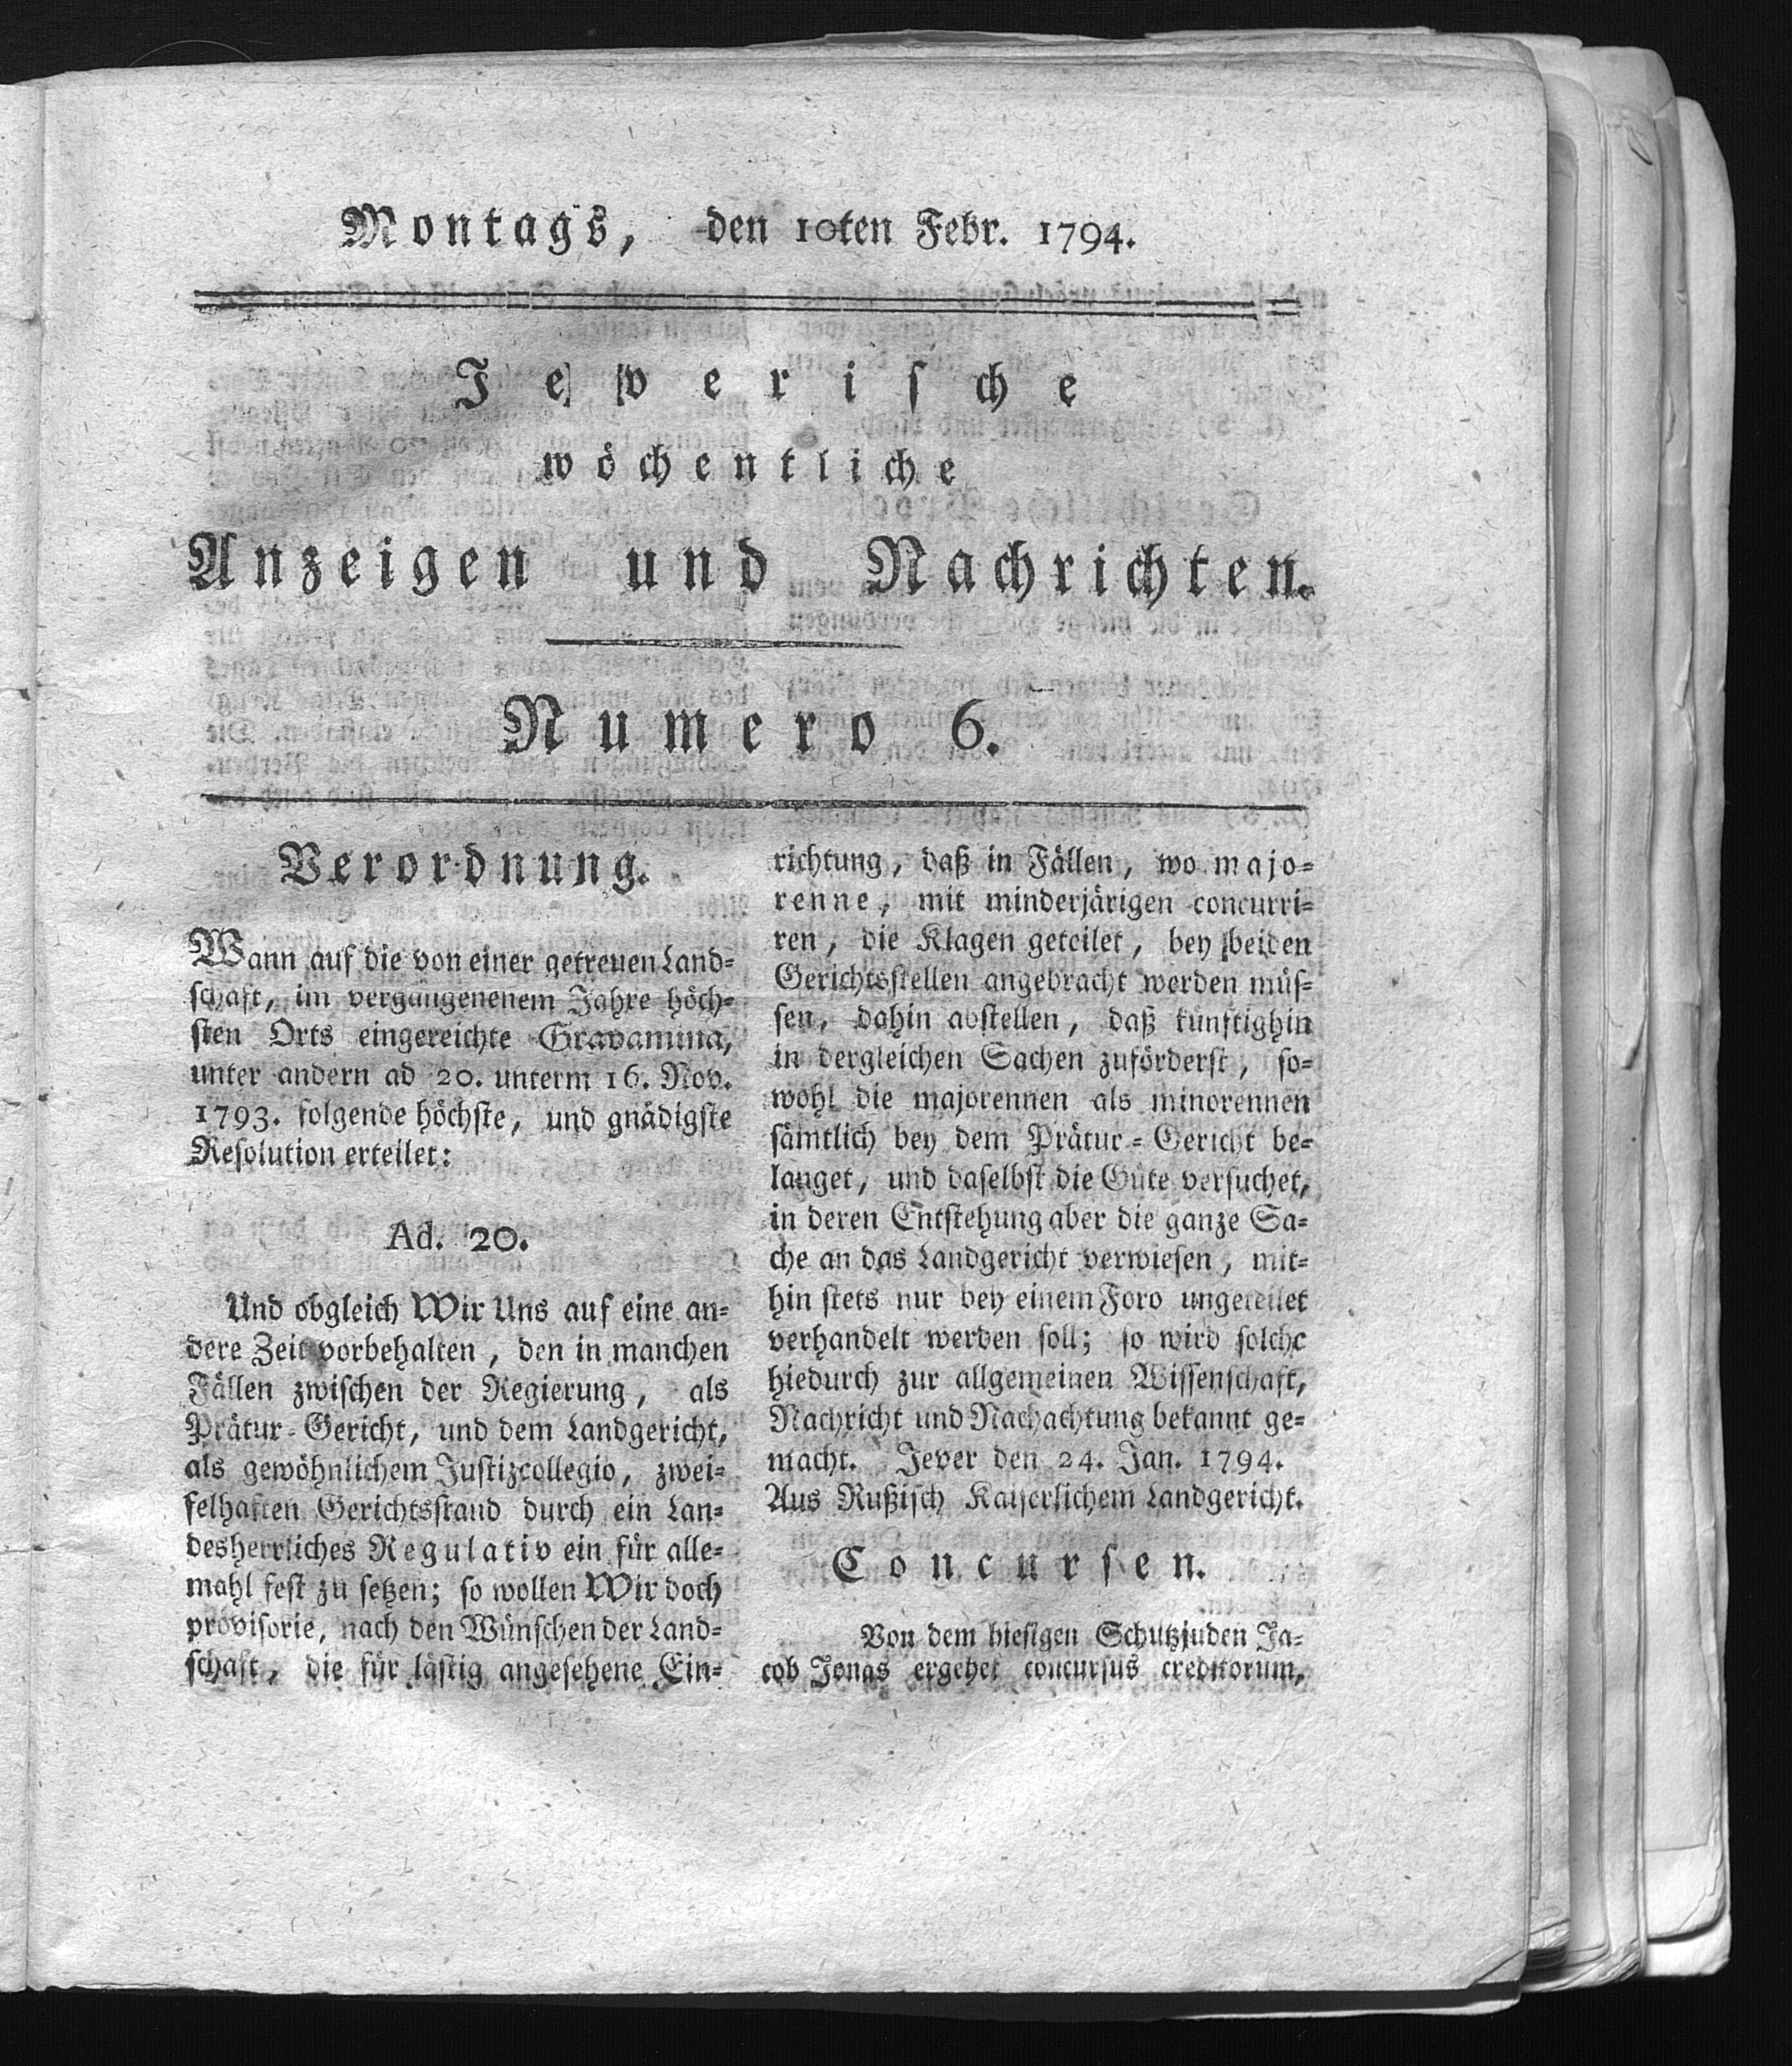 Montags, den 10ten Febr. 1794.
Jeverische
wöchentliche
Anzeigen und Nachrichten.
Numero 6.
Verordnung.
Wann auf die von einer getreuen Land-
schaft, im vergangenenem Jahre höch-
sten Orts eingereichte Gravamina,
unter andern ad 20. unterm 16. Nov.
1793. folgende höchste, und gnädigste
Resolution erteilet:
Ad. 20.
Und obgleich Wir Uns auf eine an-
dere Zeit vorbehalten, den in manchen
Fällen zwischen der Regierung, als
Prätur-Gericht, und dem Landgericht,
als gewöhnlichem Justizcollegio, zwei-
felhaften Gerichtsstand durch ein Lan-
desherrliches Regulativ ein für alle-
mahl fest zu setzen; so wollen Wir doch
provisorie, nach den Wünschen der Land-
schaft, die für lästig angesehene Ein-
richtung, daß in Fällen, wo majo-
renne, mit minderjärigen concurri-
ren, die Klagen geteilet, bey beiden
Gerichtsstellen angebracht werden müs-
sen, dahin abstellen, daß künftighin
in dergleichen Sachen zuförderst, so-
wohl die majorennen als minorennen
sämtlich bey dem Prätur-Gericht be-
langet, und daselbst die Güte versuchet,
in deren Entstehung aber die ganze Sa-
che an das Landgericht verwiesen, mit-
hin stets nur bey einem Foro ungeteilet
verhandelt werden soll; so wird solche
hiedurch zur allgemeinen Wissenschaft,
Nachricht und Nachachtung bekannt ge-
macht. Jever den 24. Jan. 1794.
Aus Rußisch Kaiserlichem Landgericht.
Concursen.
Von dem hiesigen Schutzjuden Ja-
cob Jonas ergehet concursus creditorum,